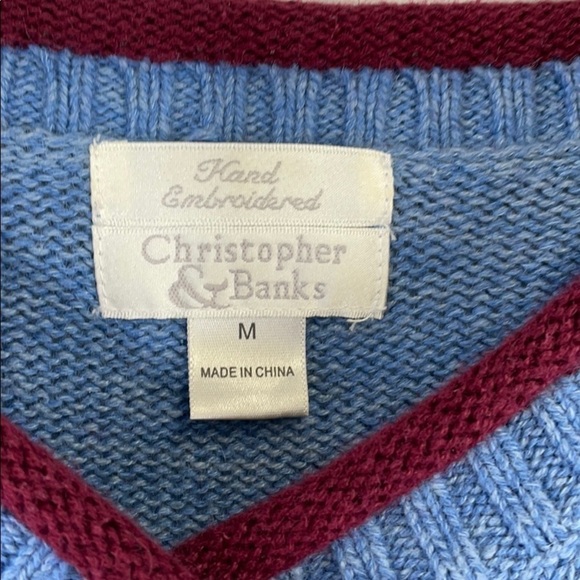 Hand
Embroidered
Christopher
& Banks
M
MADE IN CHINA